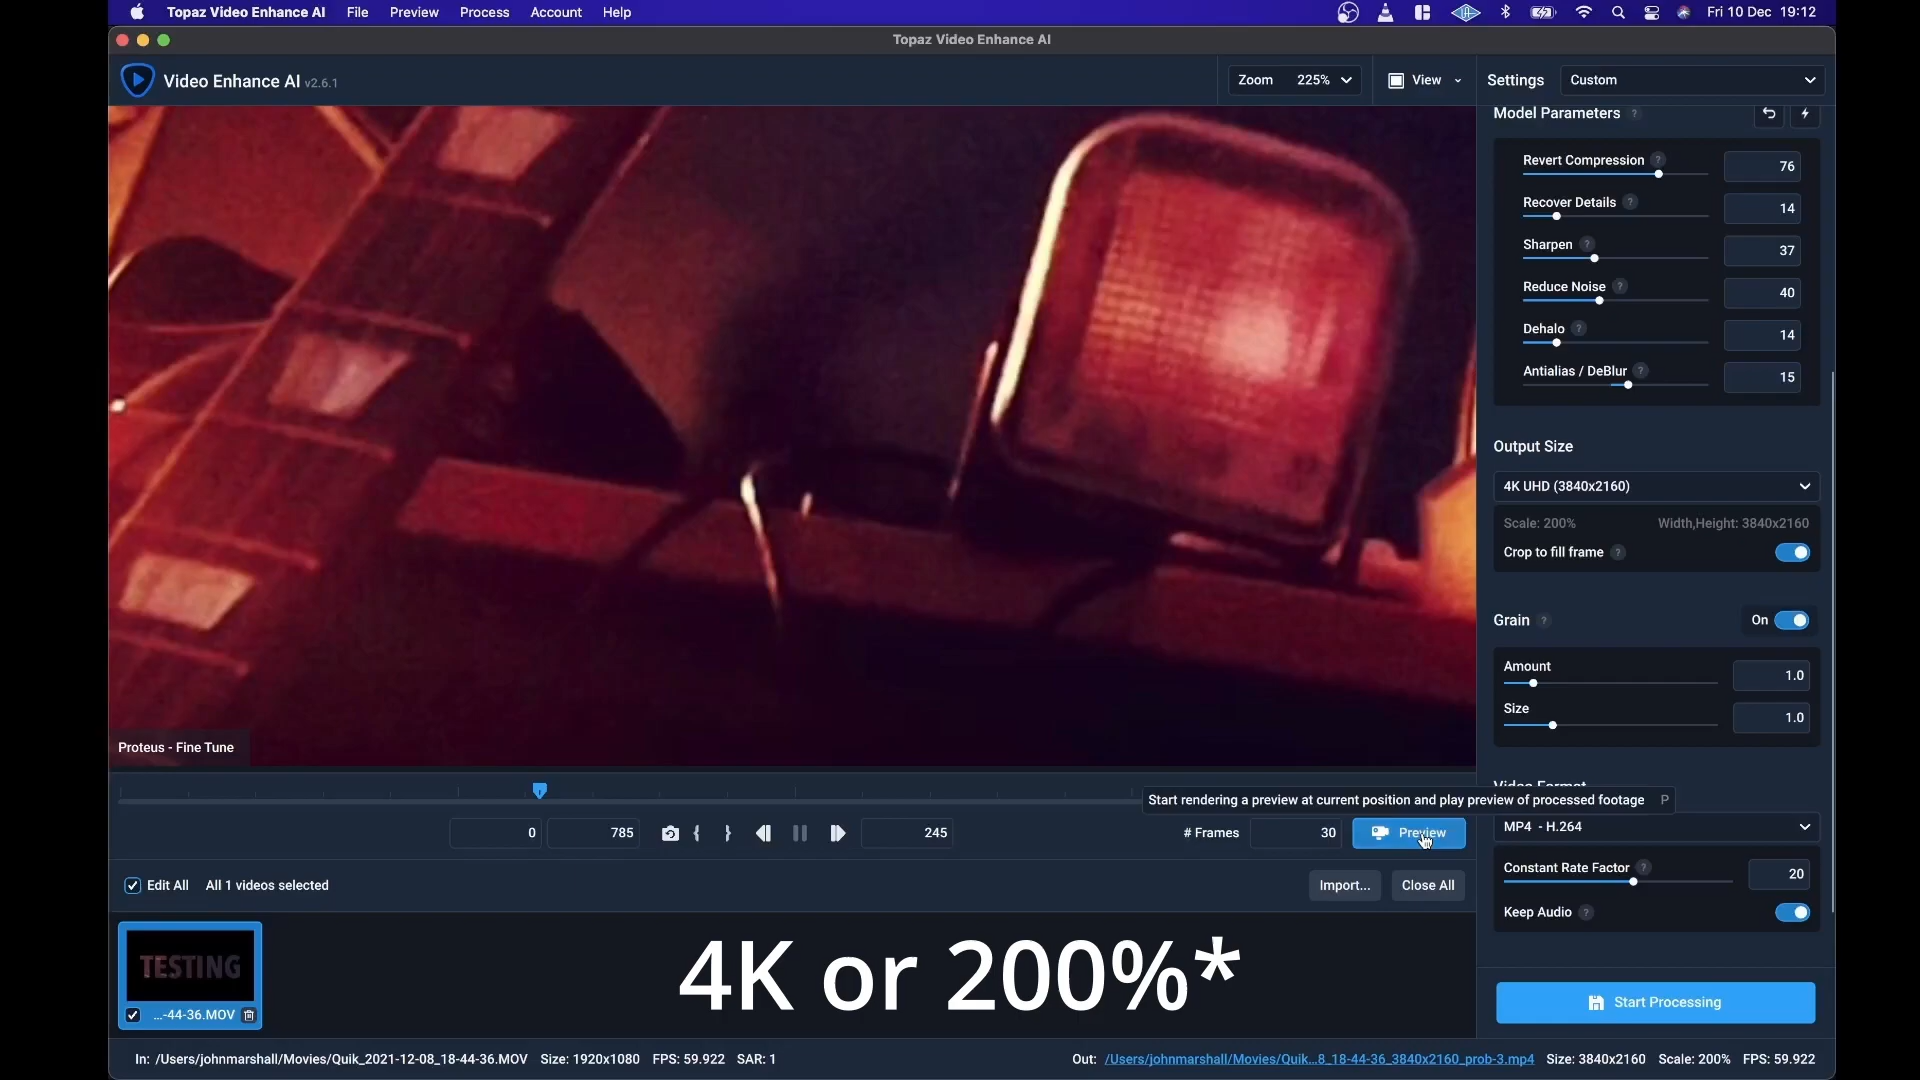 Topaz Video Enhance AI File Preview Process Account Help Fri 10 Dec 19:12
Topaz Video Enhance AI
Video Enhance AI v2.6.1 Zoom 225% View Settings Custom
Model Parameters ?
Revert Compression ? 76
Recover Details ? 14
Sharpen ? 37
Reduce Noise ? 40
Dehalo ? 14
Antialias / DeBlur ? 15
Output Size
4K UHD (3840x2160)
Scale: 200% Width,Height: 3840x2160
Crop to fill frame ?
Grain ? On
Amount 1.0
Size 1.0
Proteus - Fine Tune
Video Format
Start rendering a preview at current position and play preview of processed footage P
MP4 - H.264
0 785 { } 245 # Frames 30 Preview
Constant Rate Factor ? 20
Keep Audio ?
Edit All All 1 videos selected Import... Close All
TESTING
...-44-36.MOV
4K or 200%*
Start Processing
In: /Users/johnmarshall/Movies/Quik_2021-12-08_18-44-36.MOV Size: 1920x1080 FPS: 59.922 SAR: 1 Out: /Users/johnmarshall/Movies/Quik...8_18-44-36_3840x2160_prob-3.mp4 Size: 3840x2160 Scale: 200% FPS: 59.922